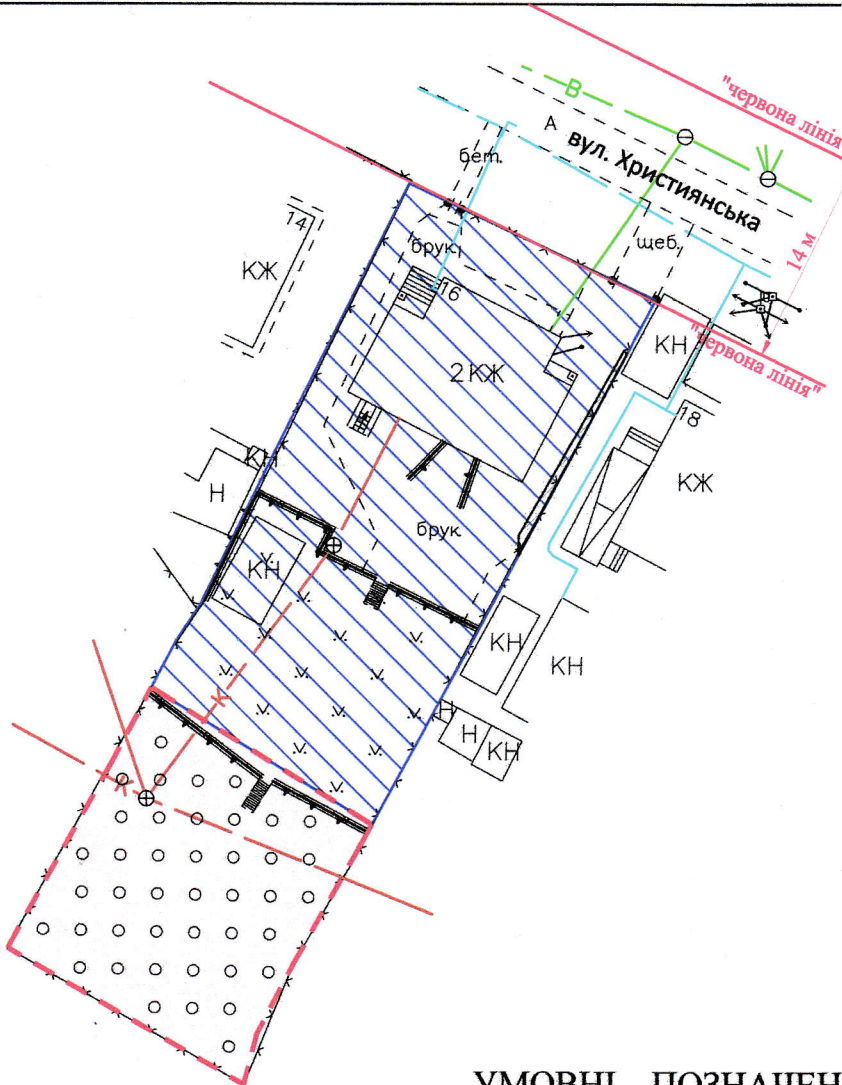 "червона лінія
В
А
вул. Християнська
бет.
14 м
14
брук.
щеб.
КЖ
16
КН
"червона лінія"
2 КЖ
18
КЖ
КН
Н
брук.
КН
КН
КН
К
Н
Н
КН
К
УМОВНІ ПОЗНАЧЕН